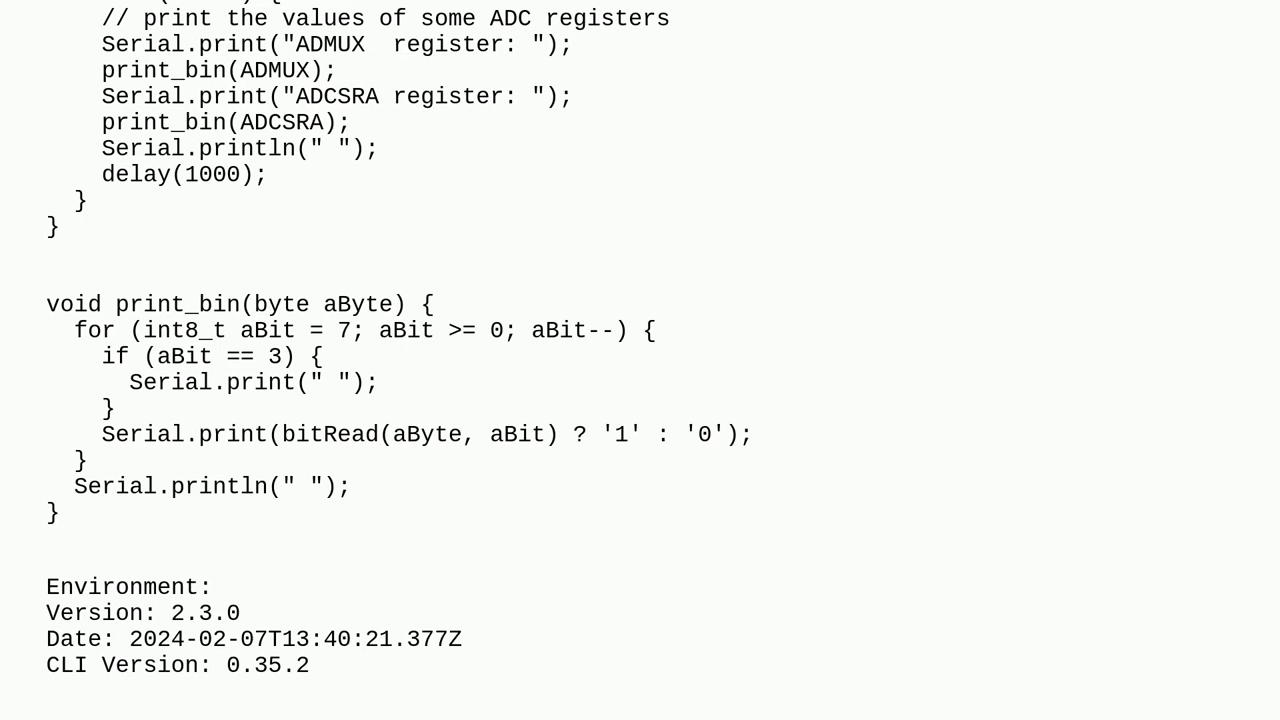 // print the values of some ADC registers
Serial.print("ADMUX  register: ");
print_bin(ADMUX);
Serial.print("ADCSRA register: ");
print_bin(ADCSRA);
Serial.println(" ");
delay(1000);
}
}
void print_bin(byte aByte) {
for (int8_t aBit = 7; aBit >= 0; aBit--) {
if (aBit == 3) {
Serial.print(" ");
}
Serial.print(bitRead(aByte, aBit) ? '1' : '0');
}
Serial.println(" ");
}
Environment:
Version: 2.3.0
Date: 2024-02-07T13:40:21.377Z
CLI Version: 0.35.2